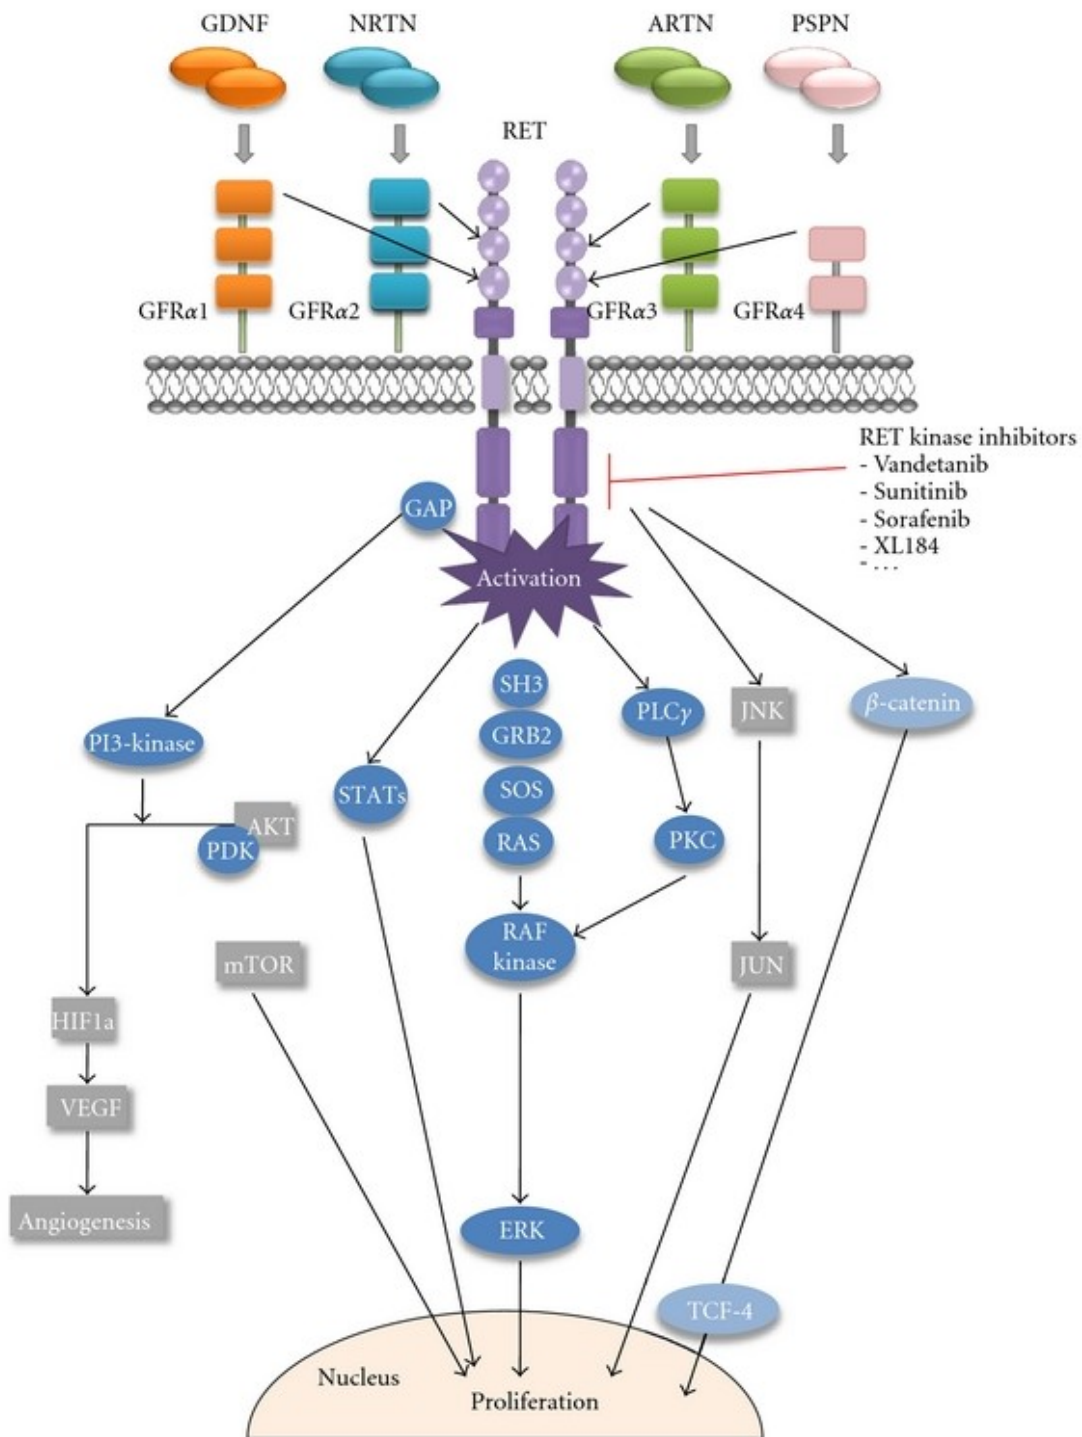 GDNF
NRTN
ARTN
PSPN
RET
GFRα1
GFRα2
GFRα3
GFRα4
RET kinase inhibitors
- Vandetanib
- Sunitinib
- Sorafenib
- XL184
- ...
GAP
Activation
SH3
PLCγ
JNK
β-catenin
GRB2
PI3-kinase
SOS
STATs
AKT
PDK
RAS
PKC
RAF
kinase
mTOR
JUN
HIF1a
VEGF
Angiogenesis
ERK
TCF-4
Nucleus
Proliferation